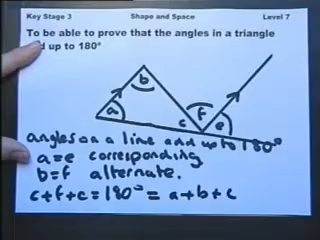 Key Stage 3 Shape and Space Level 7
To be able to prove that the angles in a triangle
up to 180°
b
a
c
f
e
angles on a line add up to 180°
a=e corresponding
b=f alternate.
c+f+e=180°=a+b+c